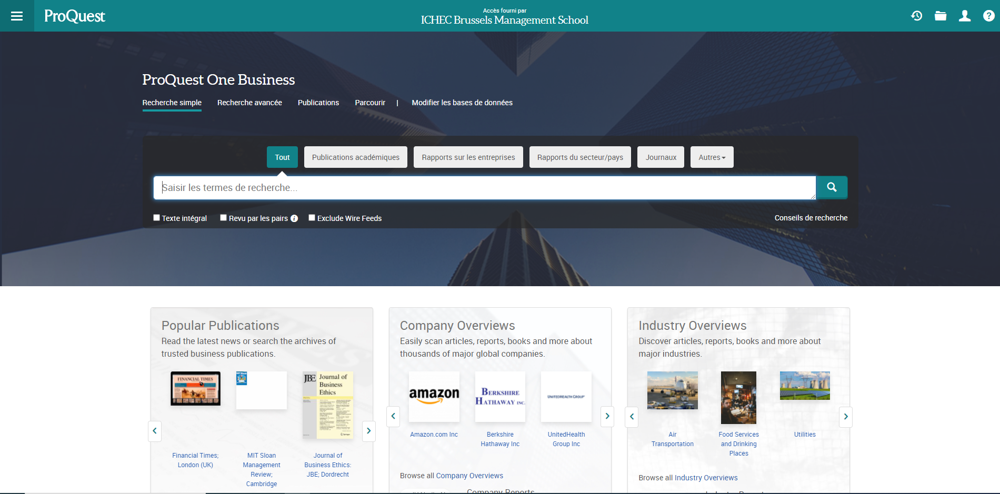 ProQuest
Accès fourni par
ICHEC Brussels Management School
ProQuest One Business
Recherche simple
Recherche avancée
Publications
Parcourir
|
Modifier les bases de données
Tout
Publications académiques
Rapports sur les entreprises
Rapports du secteur/pays
Journaux
Autres
Saisir les termes de recherche...
Texte intégral
Revu par les pairs
Exclude Wire Feeds
Conseils de recherche
Popular Publications
Read the latest news or search the archives of
trusted business publications.
FINANCIAL TIMES
JBE
Journal of
Business
Ethics
Financial Times;
London (UK)
MIT Sloan
Management
Review;
Cambridge
Journal of
Business Ethics:
JBE; Dordrecht
Company Overviews
Easily scan articles, reports, books and more about
thousands of major global companies.
amazon
BERKSHIRE
HATHAWAY INC.
UNITEDHEALTH GROUP
Amazon.com Inc
Berkshire
Hathaway Inc
UnitedHealth
Group Inc
Browse all Company Overviews
Company Reports
Industry Overviews
Discover articles, reports, books and more about
major industries.
Air
Transportation
Food Services
and Drinking
Places
Utilities
Browse all Industry Overviews